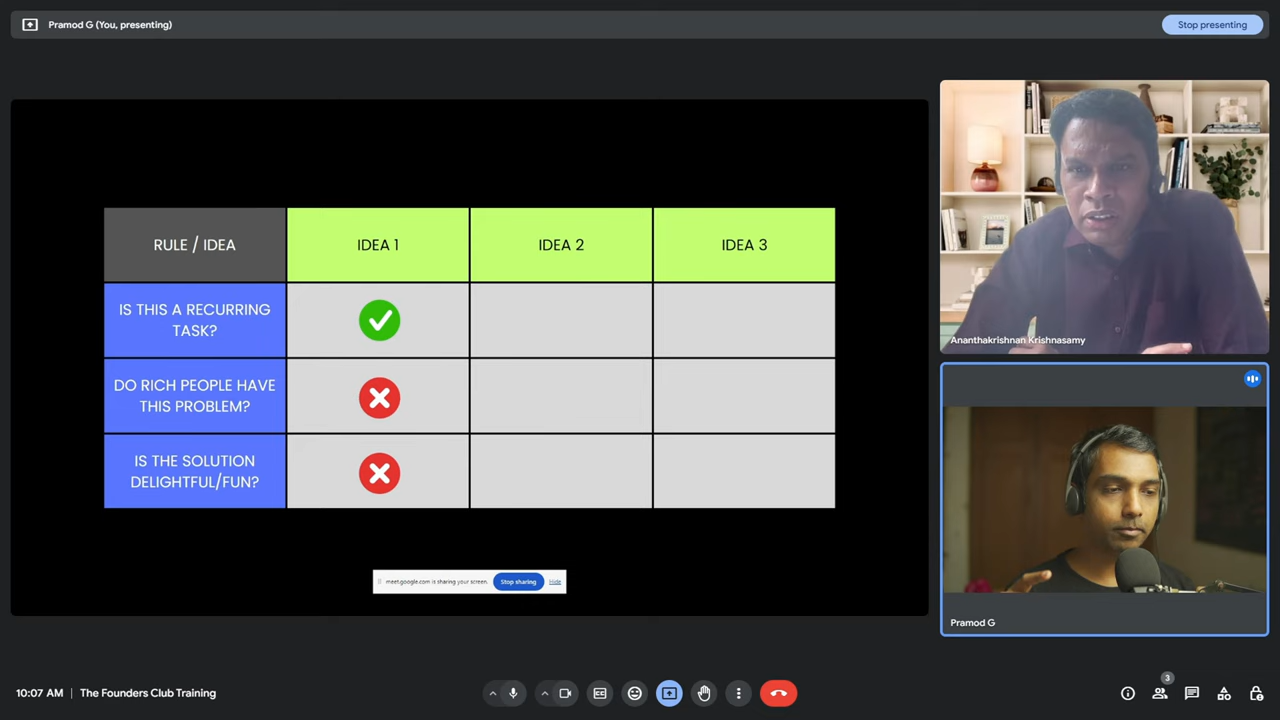 Pramod G (You, presenting)
Stop presenting
RULE / IDEA
IDEA 1
IDEA 2
IDEA 3
IS THIS A RECURRING
TASK?
DO RICH PEOPLE HAVE
THIS PROBLEM?
IS THE SOLUTION
DELIGHTFUL/FUN?
meet.google.com is sharing your screen.
Stop sharing
Hide
Ananthakrishnan Krishnasamy
Pramod G
10:07 AM | The Founders Club Training
3